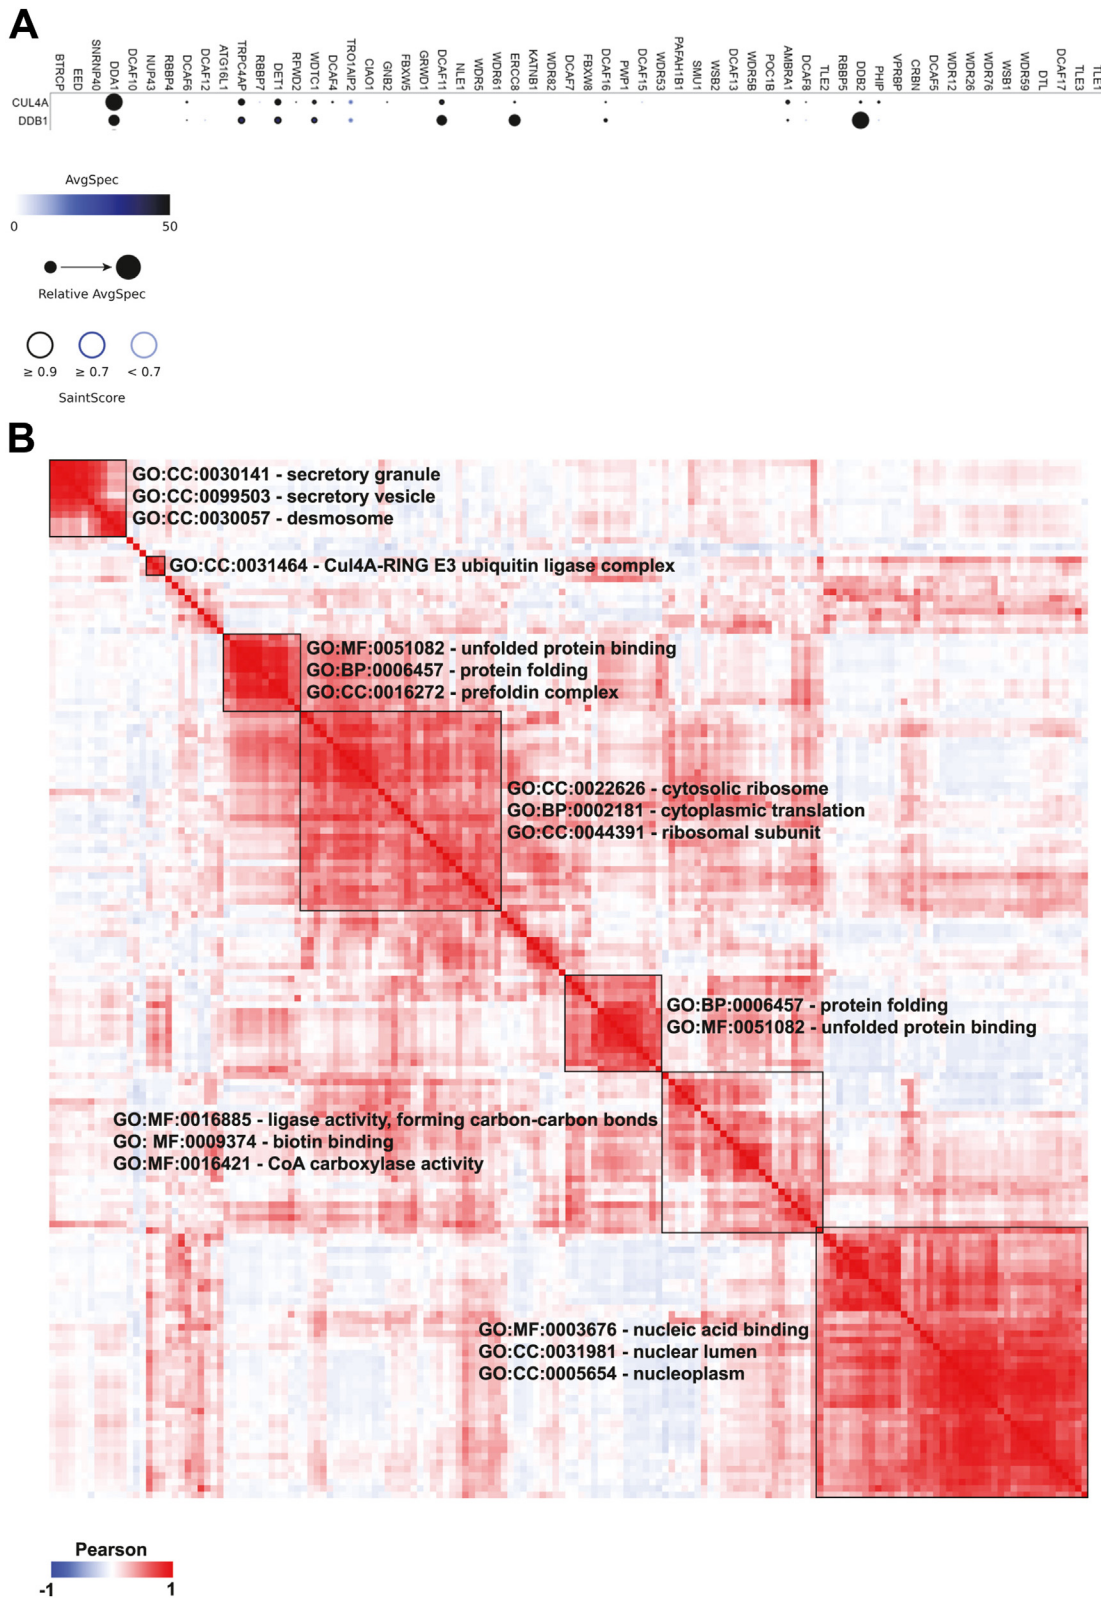 A
BTRCP
EED
SNRNP40
DDA1
DCAF10
NUP43
RBBP4
DCAF6
DCAF12
ATG16L1
TRPC4AP
RBBP7
DET1
RFWD2
WDTC1
DCAF4
TRO1AIP2
CIAO1
GNB2
FBXW5
GRWD1
DCAF11
NLE1
WDR5
WDR61
ERCC8
KATNB1
WDR82
DCAF7
FBXW8
DCAF16
PWP1
DCAF15
WDR53
PAFAH1B1
SMU1
WSB2
DCAF13
WDR5B
POC1B
AMBRA1
DCAF8
TLE2
RBBP5
DDB2
PHIP
VPRBP
CRBN
DCAF5
WDR12
WDR26
WDR76
WSB1
WDR59
DTL
DCAF17
TLE3
TLE1
CUL4A
DDB1
AvgSpec
0 50
Relative AvgSpec
≥ 0.9 ≥ 0.7 < 0.7
SaintScore
B
GO:CC:0030141 - secretory granule
GO:CC:0099503 - secretory vesicle
GO:CC:0030057 - desmosome
GO:CC:0031464 - Cul4A-RING E3 ubiquitin ligase complex
GO:MF:0051082 - unfolded protein binding
GO:BP:0006457 - protein folding
GO:CC:0016272 - prefoldin complex
GO:CC:0022626 - cytosolic ribosome
GO:BP:0002181 - cytoplasmic translation
GO:CC:0044391 - ribosomal subunit
GO:BP:0006457 - protein folding
GO:MF:0051082 - unfolded protein binding
GO:MF:0016885 - ligase activity, forming carbon-carbon bonds
GO: MF:0009374 - biotin binding
GO:MF:0016421 - CoA carboxylase activity
GO:MF:0003676 - nucleic acid binding
GO:CC:0031981 - nuclear lumen
GO:CC:0005654 - nucleoplasm
Pearson
-1 1